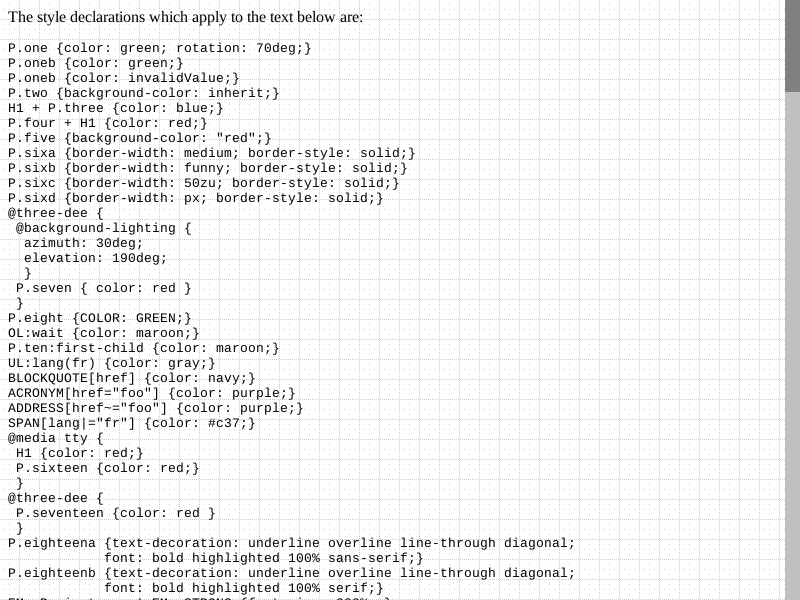 The style declarations which apply to the text below are:
P.one {color: green; rotation: 70deg;}
P.oneb {color: green;}
P.oneb {color: invalidValue;}
P.two {background-color: inherit;}
H1 + P.three {color: blue;}
P.four + H1 {color: red;}
P.five {background-color: "red";}
P.sixa {border-width: medium; border-style: solid;}
P.sixb {border-width: funny; border-style: solid;}
P.sixc {border-width: 50zu; border-style: solid;}
P.sixd {border-width: px; border-style: solid;}
@three-dee {
 @background-lighting {
  azimuth: 30deg;
  elevation: 190deg;
  }
 P.seven { color: red }
 }
P.eight {COLOR: GREEN;}
OL:wait {color: maroon;}
P.ten:first-child {color: maroon;}
UL:lang(fr) {color: gray;}
BLOCKQUOTE[href] {color: navy;}
ACRONYM[href="foo"] {color: purple;}
ADDRESS[href~="foo"] {color: purple;}
SPAN[lang|="fr"] {color: #c37;}
@media tty {
 H1 {color: red;}
 P.sixteen {color: red;}
 }
@three-dee {
 P.seventeen {color: red }
 }
P.eighteena {text-decoration: underline overline line-through diagonal;
            font: bold highlighted 100% sans-serif;}
P.eighteenb {text-decoration: underline overline line-through diagonal;
            font: bold highlighted 100% serif;}